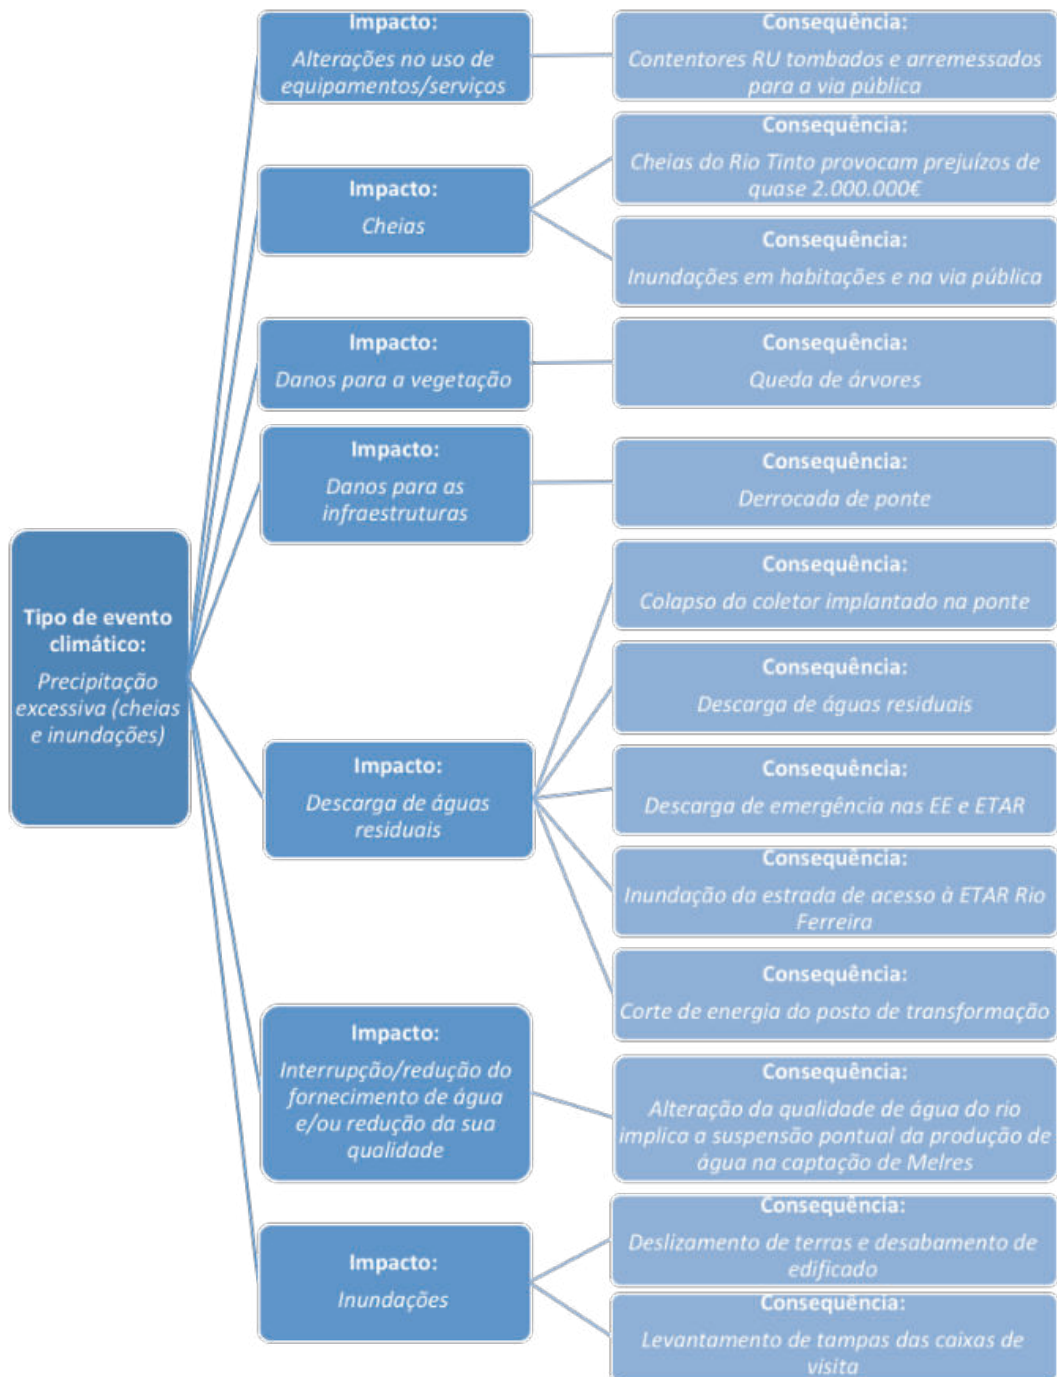 Tipo de evento
climático:
Precipitação
excessiva (cheias
e inundações)
Impacto:
Alterações no uso de
equipamentos/serviços
Consequência:
Contentores RU tombados e arremessados
para a via pública
Impacto:
Cheias
Consequência:
Cheias do Rio Tinto provocam prejuízos de
quase 2.000.000€
Consequência:
Inundações em habitações e na via pública
Impacto:
Danos para a vegetação
Consequência:
Queda de árvores
Impacto:
Danos para as
infraestruturas
Consequência:
Derrocada de ponte
Impacto:
Descarga de águas
residuais
Consequência:
Colapso do coletor implantado na ponte
Consequência:
Descarga de águas residuais
Consequência:
Descarga de emergência nas EE e ETAR
Consequência:
Inundação da estrada de acesso à ETAR Rio
Ferreira
Consequência:
Corte de energia do posto de transformação
Impacto:
Interrupção/redução do
fornecimento de água
e/ou redução da sua
qualidade
Consequência:
Alteração da qualidade de água do rio
implica a suspensão pontual da produção de
água na captação de Melres
Impacto:
Inundações
Consequência:
Deslizamento de terras e desabamento de
edificado
Consequência:
Levantamento de tampas das caixas de
visita